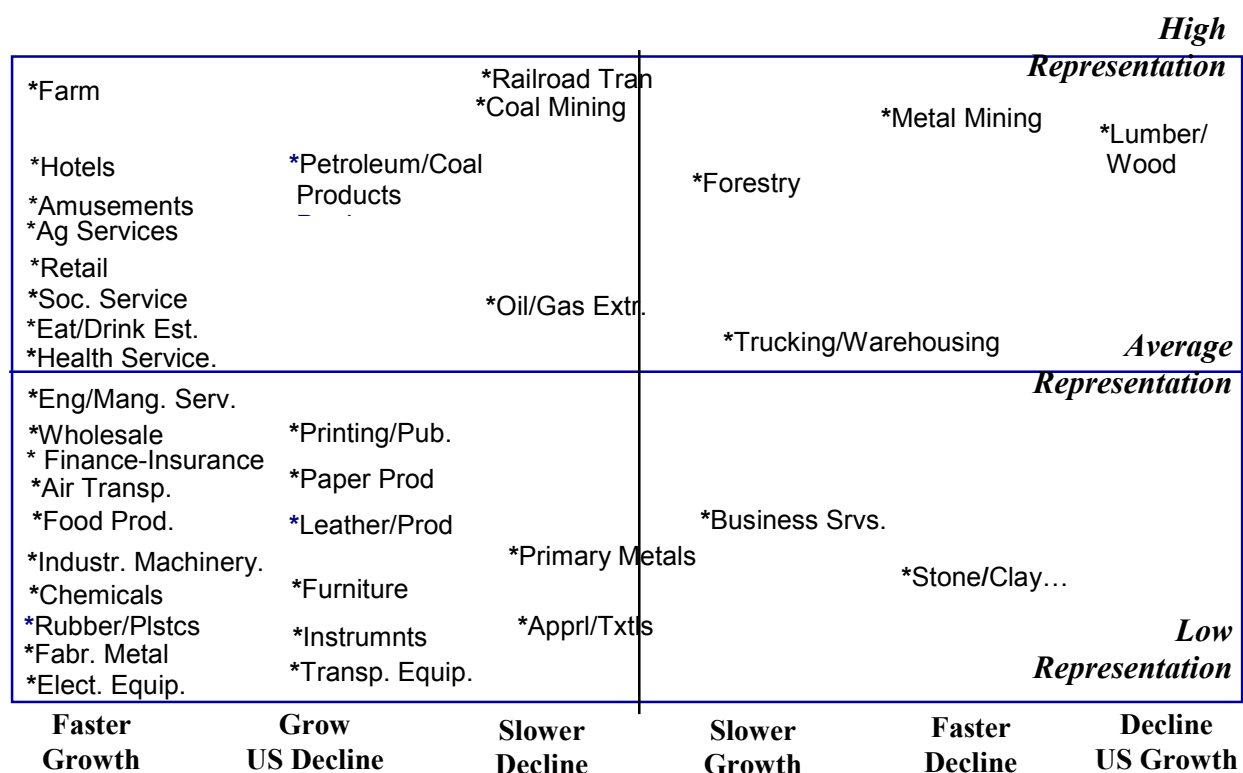 High
Representation
*Farm
*Railroad Tran
*Coal Mining
*Metal Mining
*Lumber/
Wood
*Hotels
*Petroleum/Coal
Products
*Forestry
*Amusements
*Ag Services
*Retail
*Soc. Service
*Oil/Gas Extr.
*Eat/Drink Est.
*Trucking/Warehousing
*Health Service.
Average
Representation
*Eng/Mang. Serv.
*Wholesale
*Printing/Pub.
* Finance-Insurance
*Air Transp.
*Paper Prod
*Food Prod.
*Leather/Prod
*Business Srvs.
*Industr. Machinery.
*Primary Metals
*Stone/Clay…
*Chemicals
*Furniture
*Rubber/Plstcs
*Instrumnts
*Apprl/Txtls
*Fabr. Metal
*Transp. Equip.
*Elect. Equip.
Low
Representation
Faster
Growth
Grow
US Decline
Slower
Decline
Slower
Growth
Faster
Decline
Decline
US Growth